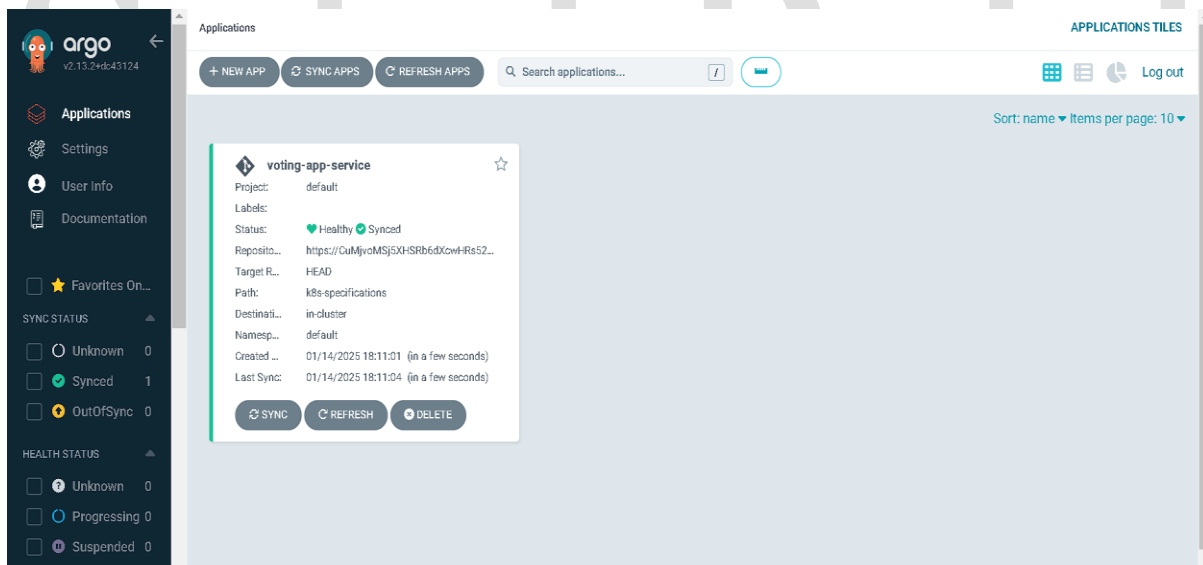 argo
v2.13.2+dc43124
Applications
Settings
User Info
Documentation
Favorites On...
SYNC STATUS
Unknown 0
Synced 1
OutOfSync 0
HEALTH STATUS
Unknown 0
Progressing 0
Suspended 0
Applications
APPLICATIONS TILES
+ NEW APP
SYNC APPS
REFRESH APPS
Search applications...
/
Log out
Sort: name Items per page: 10
voting-app-service
Project: default
Labels:
Status: Healthy Synced
Reposito... https://CuMjvoMSj5XHSRb6dXcwHRs52...
Target R... HEAD
Path: k8s-specifications
Destinati... in-cluster
Namesp... default
Created ... 01/14/2025 18:11:01 (in a few seconds)
Last Sync: 01/14/2025 18:11:04 (in a few seconds)
SYNC
REFRESH
DELETE